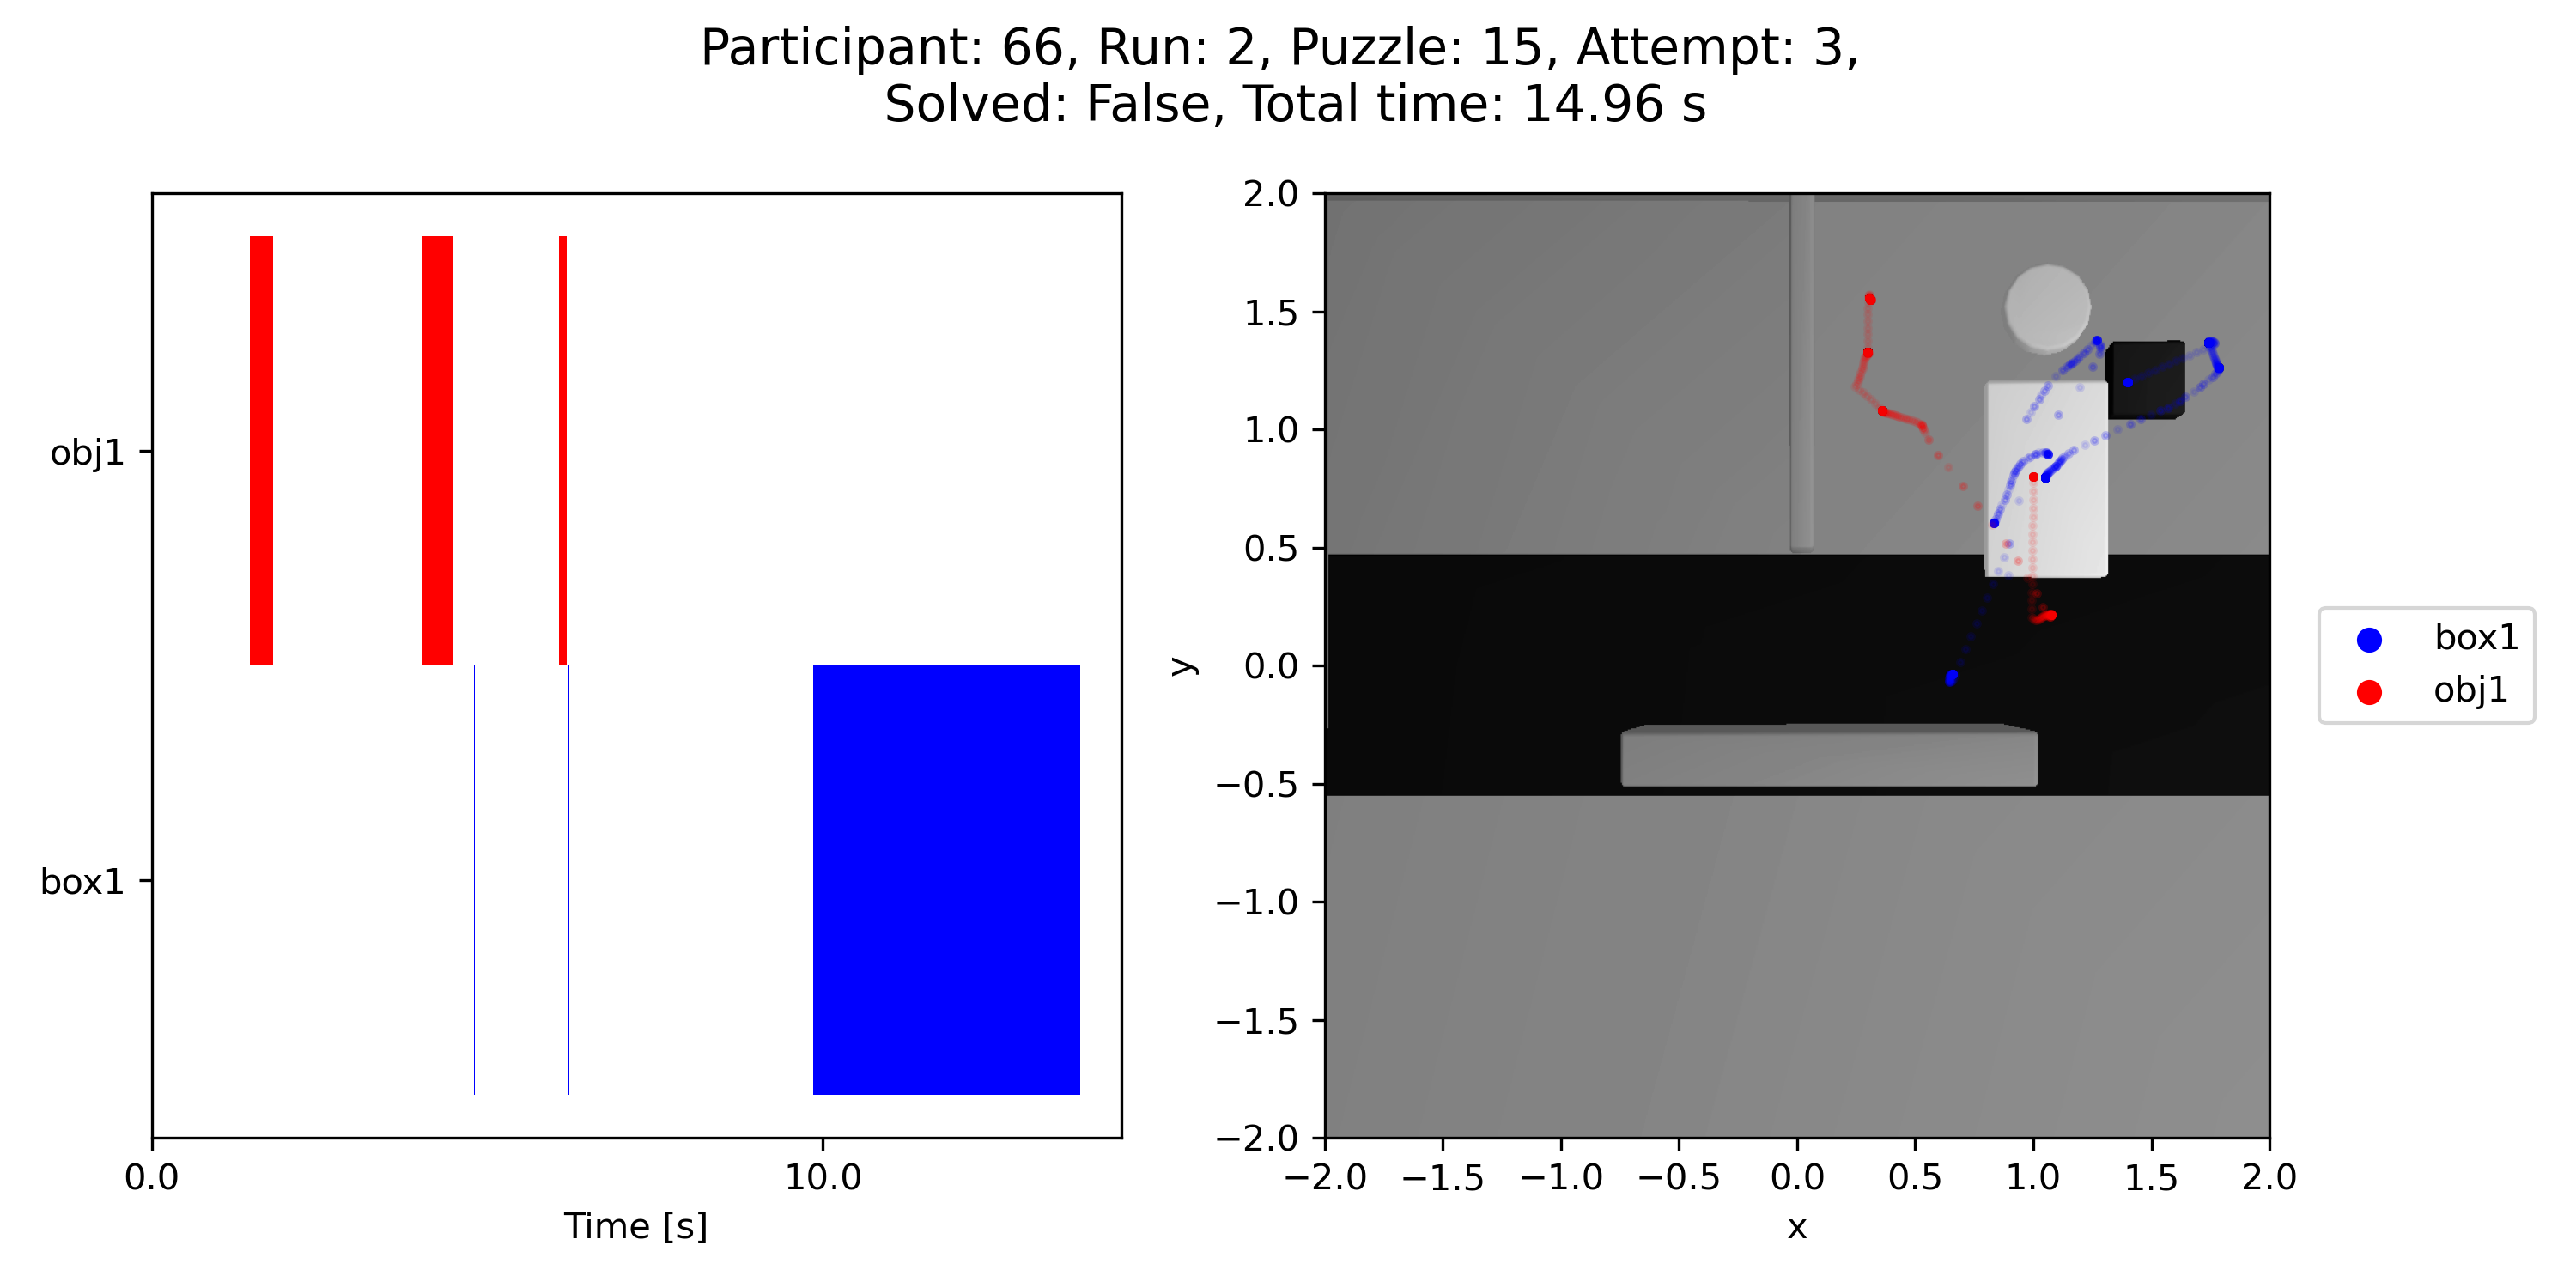 Participant: 66, Run: 2, Puzzle: 15, Attempt: 3,
Solved: False, Total time: 14.96 s
obj1
box1
0.0
10.0
Time [s]
2.0
1.5
1.0
0.5
0.0
−0.5
−1.0
−1.5
−2.0
y
−2.0
−1.5
−1.0
−0.5
0.0
0.5
1.0
1.5
2.0
x
box1
obj1